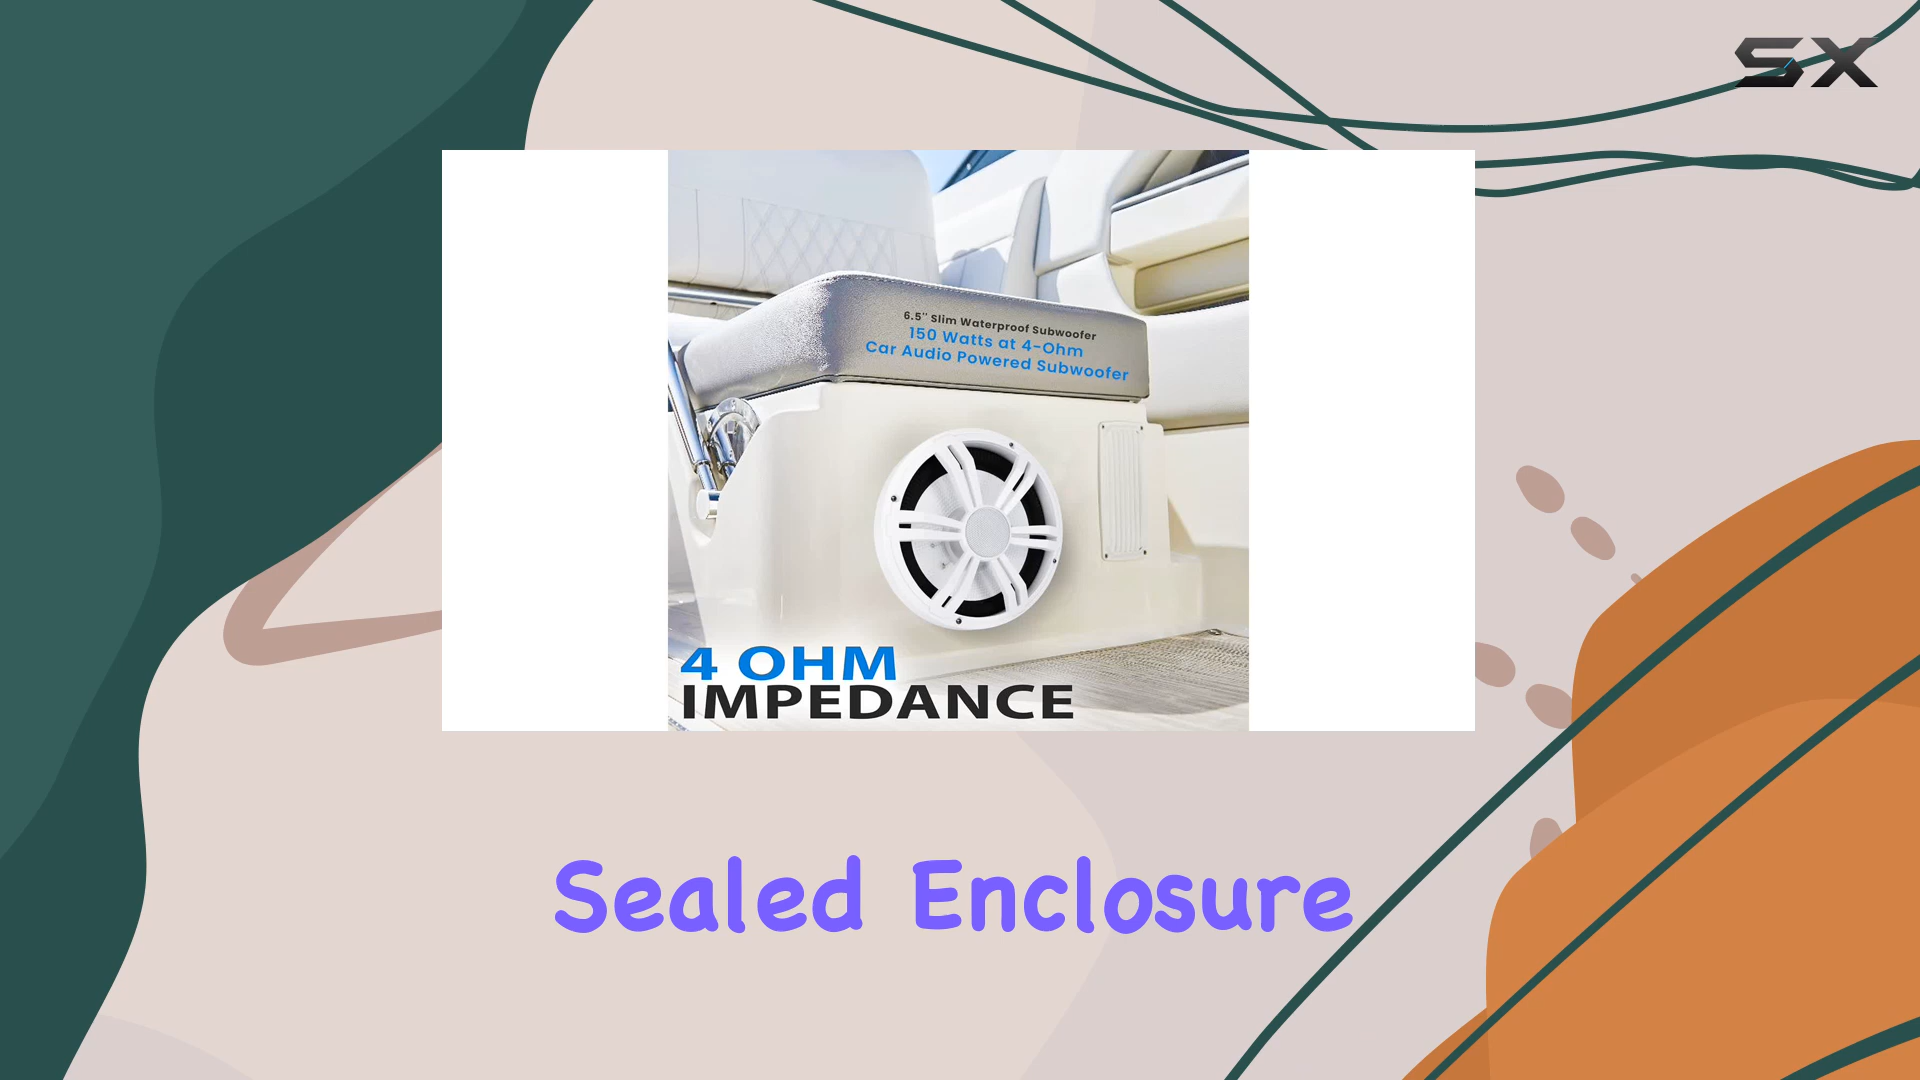 SX
6.5'' Slim Waterproof Subwoofer
150 Watts at 4-Ohm
Car Audio Powered Subwoofer
4 OHM
IMPEDANCE
Sealed Enclosure